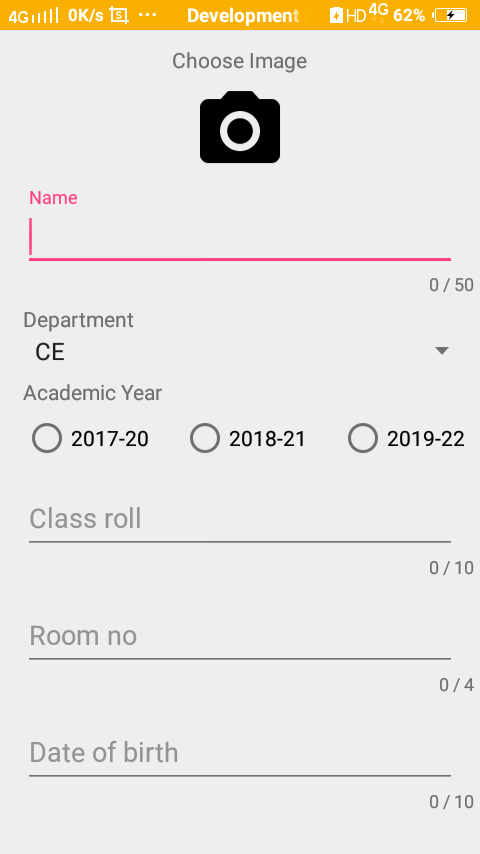 4G 0K/s S ... Development HD 4G 62%
Choose Image
Name
0 / 50
Department
CE
Academic Year
2017-20 2018-21 2019-22
Class roll
0 / 10
Room no
0 / 4
Date of birth
0 / 10